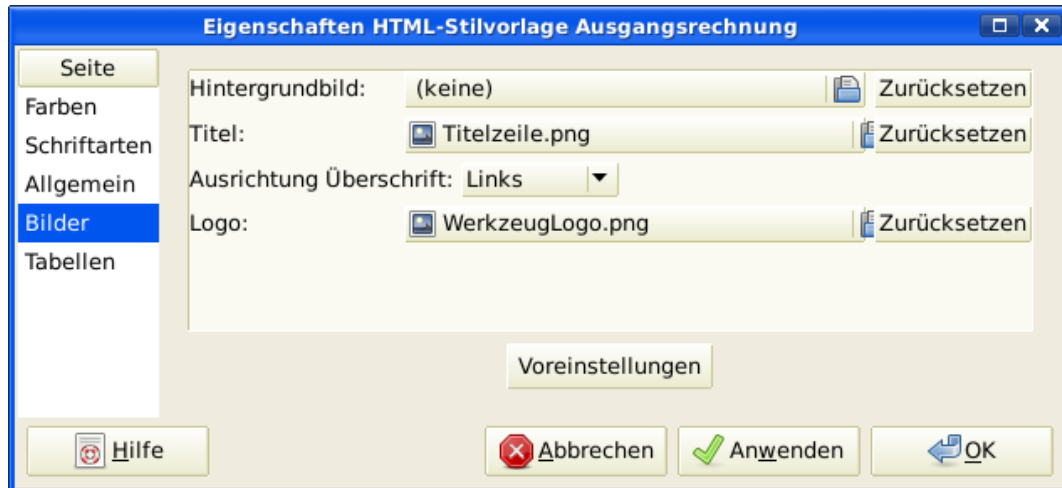 Eigenschaften HTML-Stilvorlage Ausgangsrechnung
Seite
Farben
Schriftarten
Allgemein
Bilder
Tabellen
Hintergrundbild: (keine) Zurücksetzen
Titel: Titelzeile.png Zurücksetzen
Ausrichtung Überschrift: Links
Logo: WerkzeugLogo.png Zurücksetzen
Voreinstellungen
Hilfe Abbrechen Anwenden OK